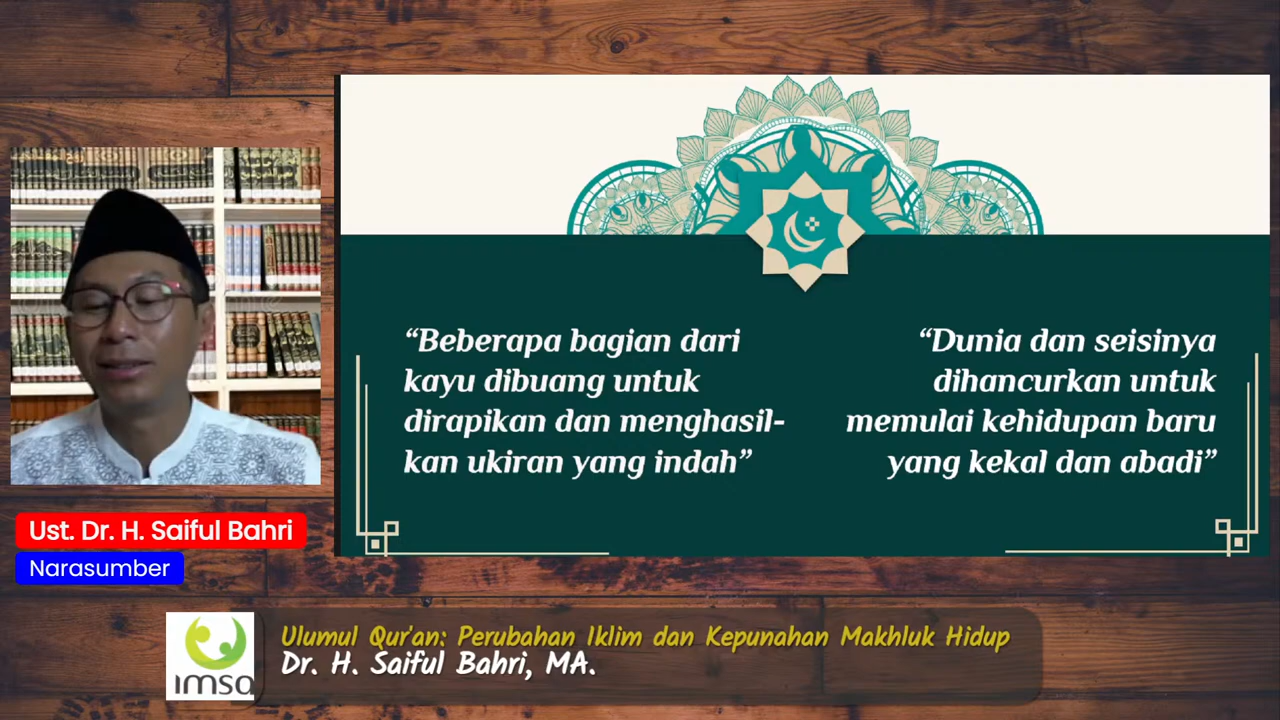 “Beberapa bagian dari
kayu dibuang untuk
dirapikan dan menghasil-
kan ukiran yang indah”
“Dunia dan seisinya
dihancurkan untuk
memulai kehidupan baru
yang kekal dan abadi”
Ust. Dr. H. Saiful Bahri
Narasumber
imsa
Ulumul Qur'an: Perubahan Iklim dan Kepunahan Makhluk Hidup
Dr. H. Saiful Bahri, MA.